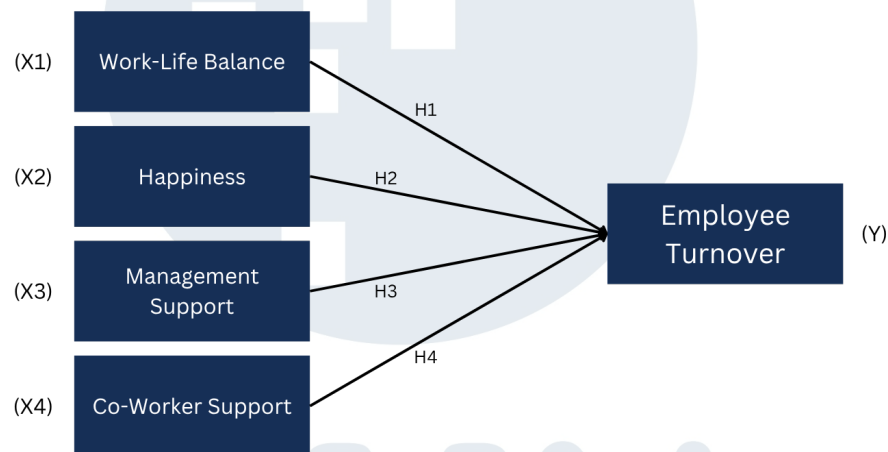 (X1)
Work-Life Balance
H1
(X2)
Happiness
H2
Employee
Turnover
(Y)
(X3)
Management
Support
H3
(X4)
Co-Worker Support
H4